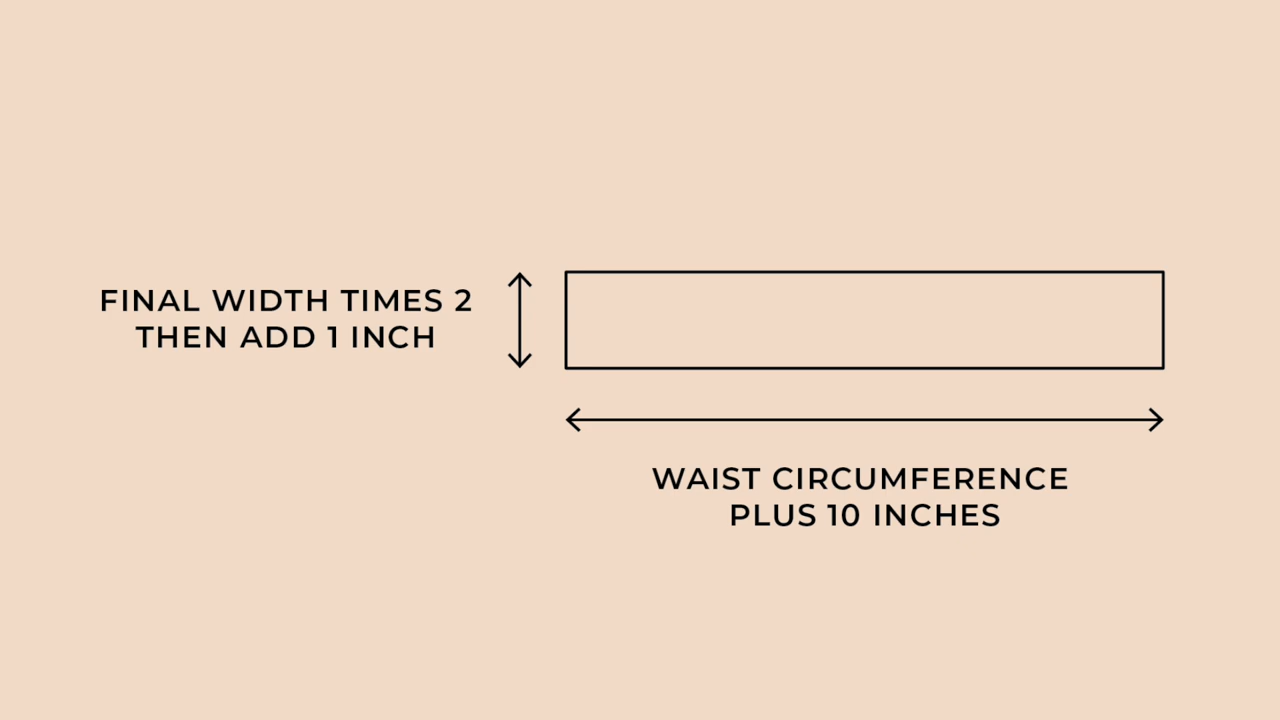 FINAL WIDTH TIMES 2
THEN ADD 1 INCH
WAIST CIRCUMFERENCE
PLUS 10 INCHES